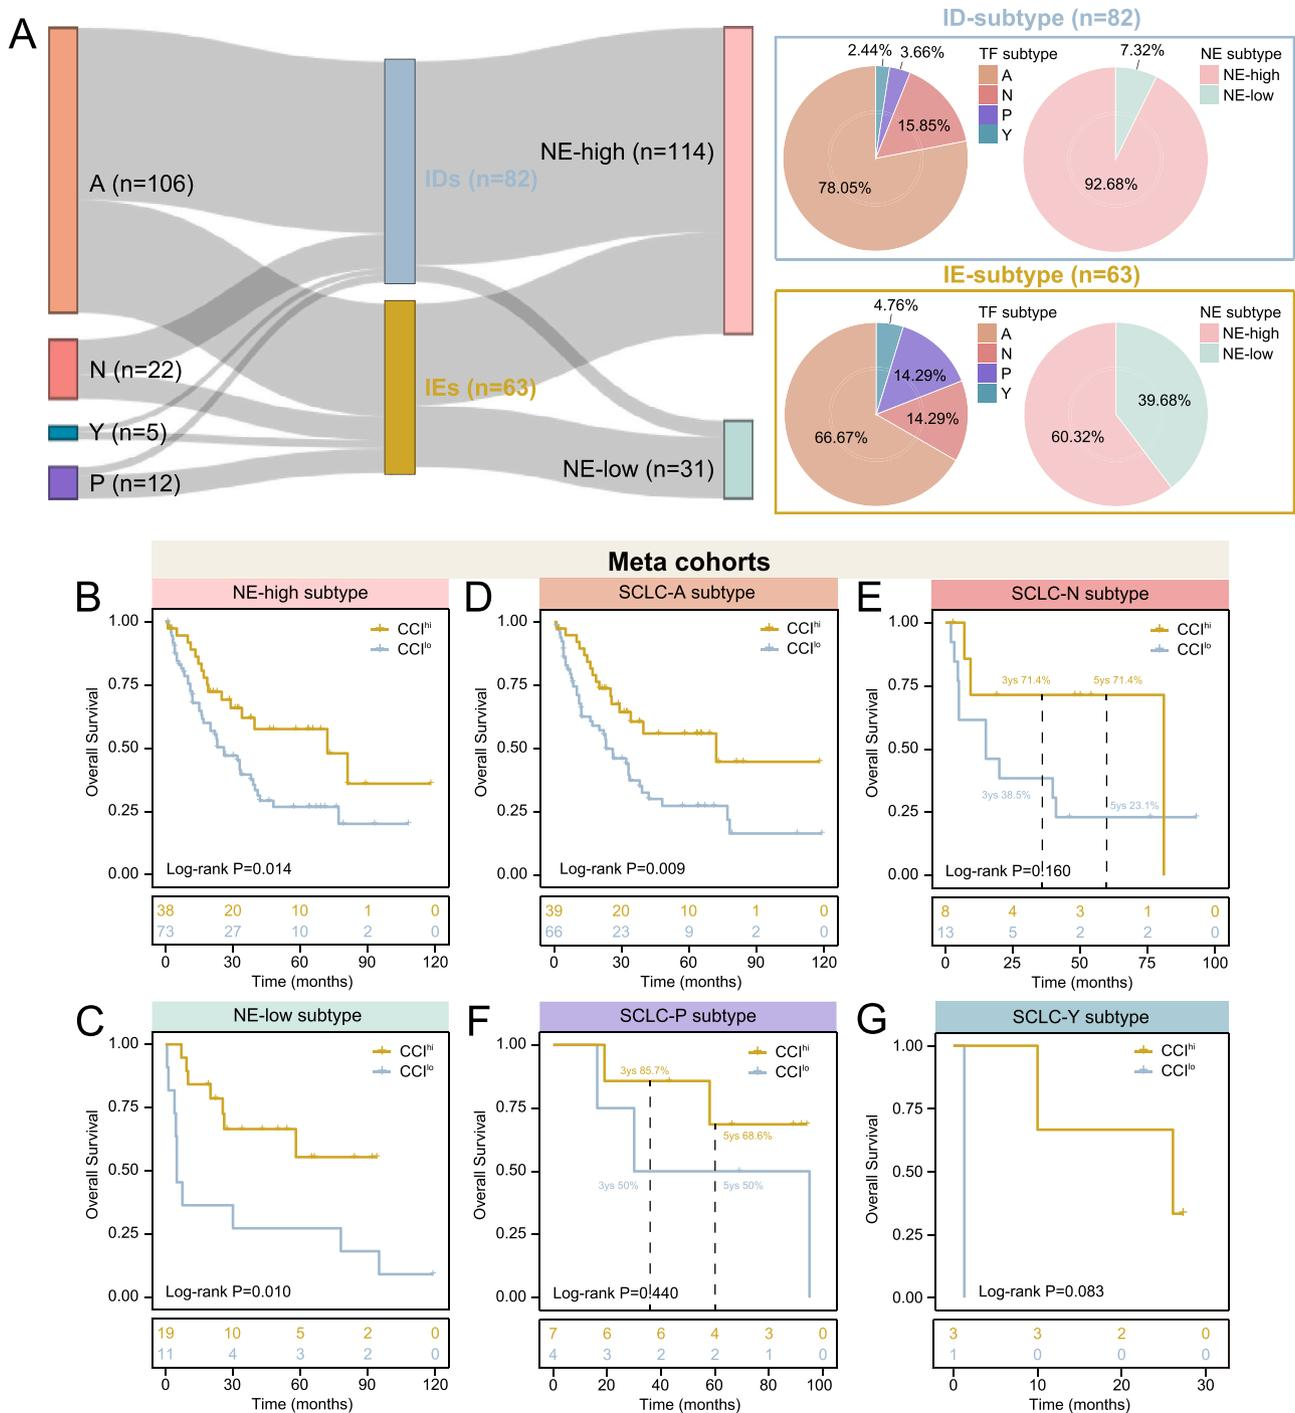 A
A (n=106)
N (n=22)
Y (n=5)
P (n=12)
IDs (n=82)
IEs (n=63)
NE-high (n=114)
NE-low (n=31)
ID-subtype (n=82)
2.44%
3.66%
15.85%
78.05%
TF subtype
A
N
P
Y
7.32%
92.68%
NE subtype
NE-high
NE-low
IE-subtype (n=63)
4.76%
14.29%
14.29%
66.67%
TF subtype
A
N
P
Y
39.68%
60.32%
NE subtype
NE-high
NE-low
Meta cohorts
B
NE-high subtype
CCIhi
CCIlo
Overall Survival
1.00
0.75
0.50
0.25
0.00
Log-rank P=0.014
38 20 10 1 0
73 27 10 2 0
0 30 60 90 120
Time (months)
D
SCLC-A subtype
CCIhi
CCIlo
Overall Survival
1.00
0.75
0.50
0.25
0.00
Log-rank P=0.009
39 20 10 1 0
66 23 9 2 0
0 30 60 90 120
Time (months)
E
SCLC-N subtype
CCIhi
CCIlo
Overall Survival
1.00
0.75
0.50
0.25
0.00
3ys 71.4%
5ys 71.4%
3ys 38.5%
5ys 23.1%
Log-rank P=0.160
8 4 3 1 0
13 5 2 2 0
0 25 50 75 100
Time (months)
C
NE-low subtype
CCIhi
CCIlo
Overall Survival
1.00
0.75
0.50
0.25
0.00
Log-rank P=0.010
19 10 5 2 0
11 4 3 2 0
0 30 60 90 120
Time (months)
F
SCLC-P subtype
CCIhi
CCIlo
Overall Survival
1.00
0.75
0.50
0.25
0.00
3ys 85.7%
5ys 68.6%
3ys 50%
5ys 50%
Log-rank P=0.440
7 6 6 4 3 0
4 3 2 2 1 0
0 20 40 60 80 100
Time (months)
G
SCLC-Y subtype
CCIhi
CCIlo
Overall Survival
1.00
0.75
0.50
0.25
0.00
Log-rank P=0.083
3 3 2 0
1 0 0 0
0 10 20 30
Time (months)